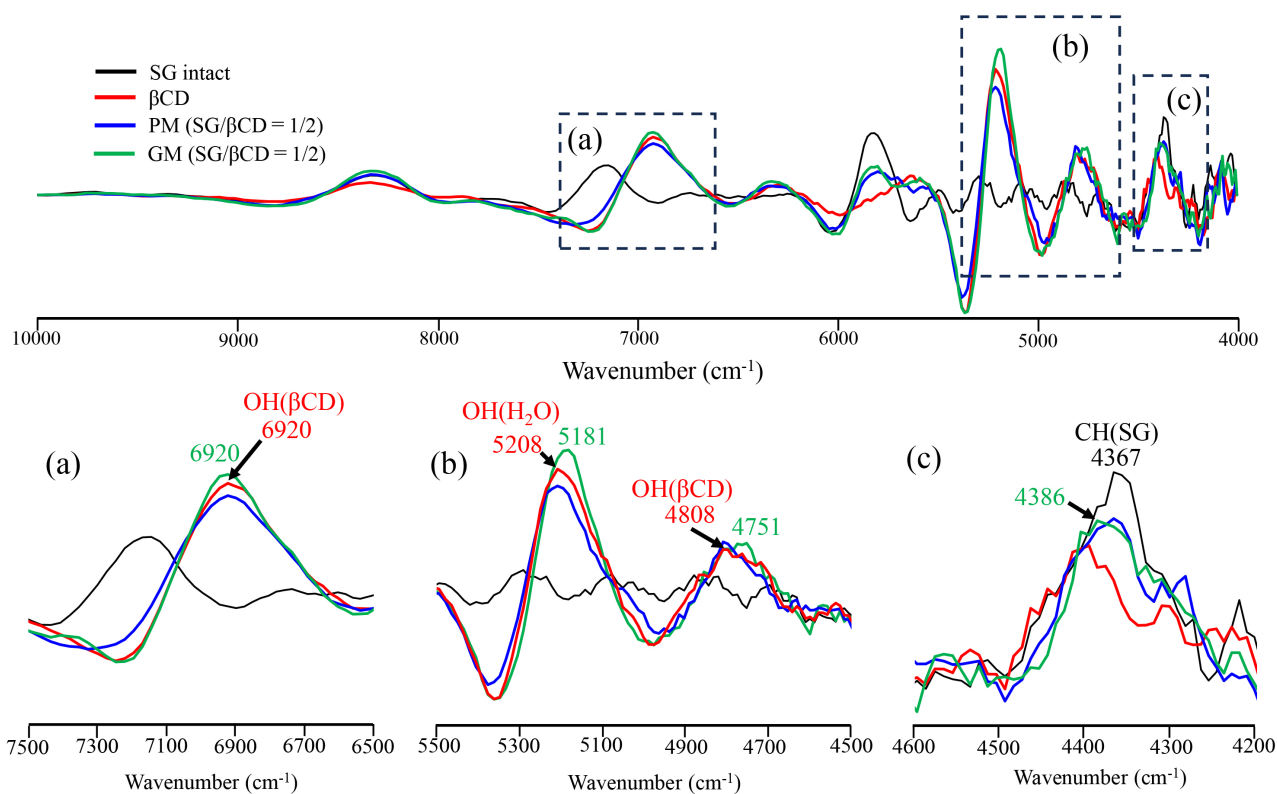 SG intact
βCD
PM (SG/βCD = 1/2)
GM (SG/βCD = 1/2)
(a)
(b)
(c)
10000 9000 8000 7000 6000 5000 4000
Wavenumber (cm⁻¹)
(a)
OH(βCD)
6920
6920
7500 7300 7100 6900 6700 6500
Wavenumber (cm⁻¹)
(b)
OH(H₂O)
5208
5181
OH(βCD)
4808
4751
5500 5300 5100 4900 4700 4500
Wavenumber (cm⁻¹)
(c)
CH(SG)
4367
4386
4600 4500 4400 4300 4200
Wavenumber (cm⁻¹)